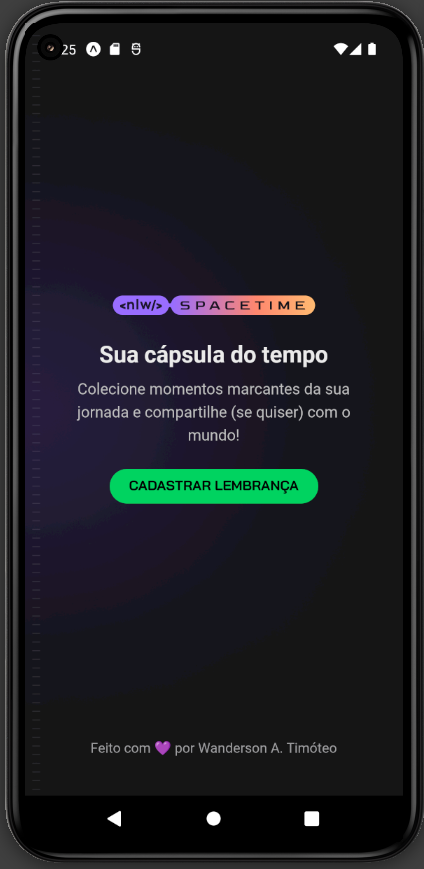 25
<nlw/> SPACETIME
Sua cápsula do tempo
Colecione momentos marcantes da sua
jornada e compartilhe (se quiser) com o
mundo!
CADASTRAR LEMBRANÇA
Feito com 💜 por Wanderson A. Timóteo